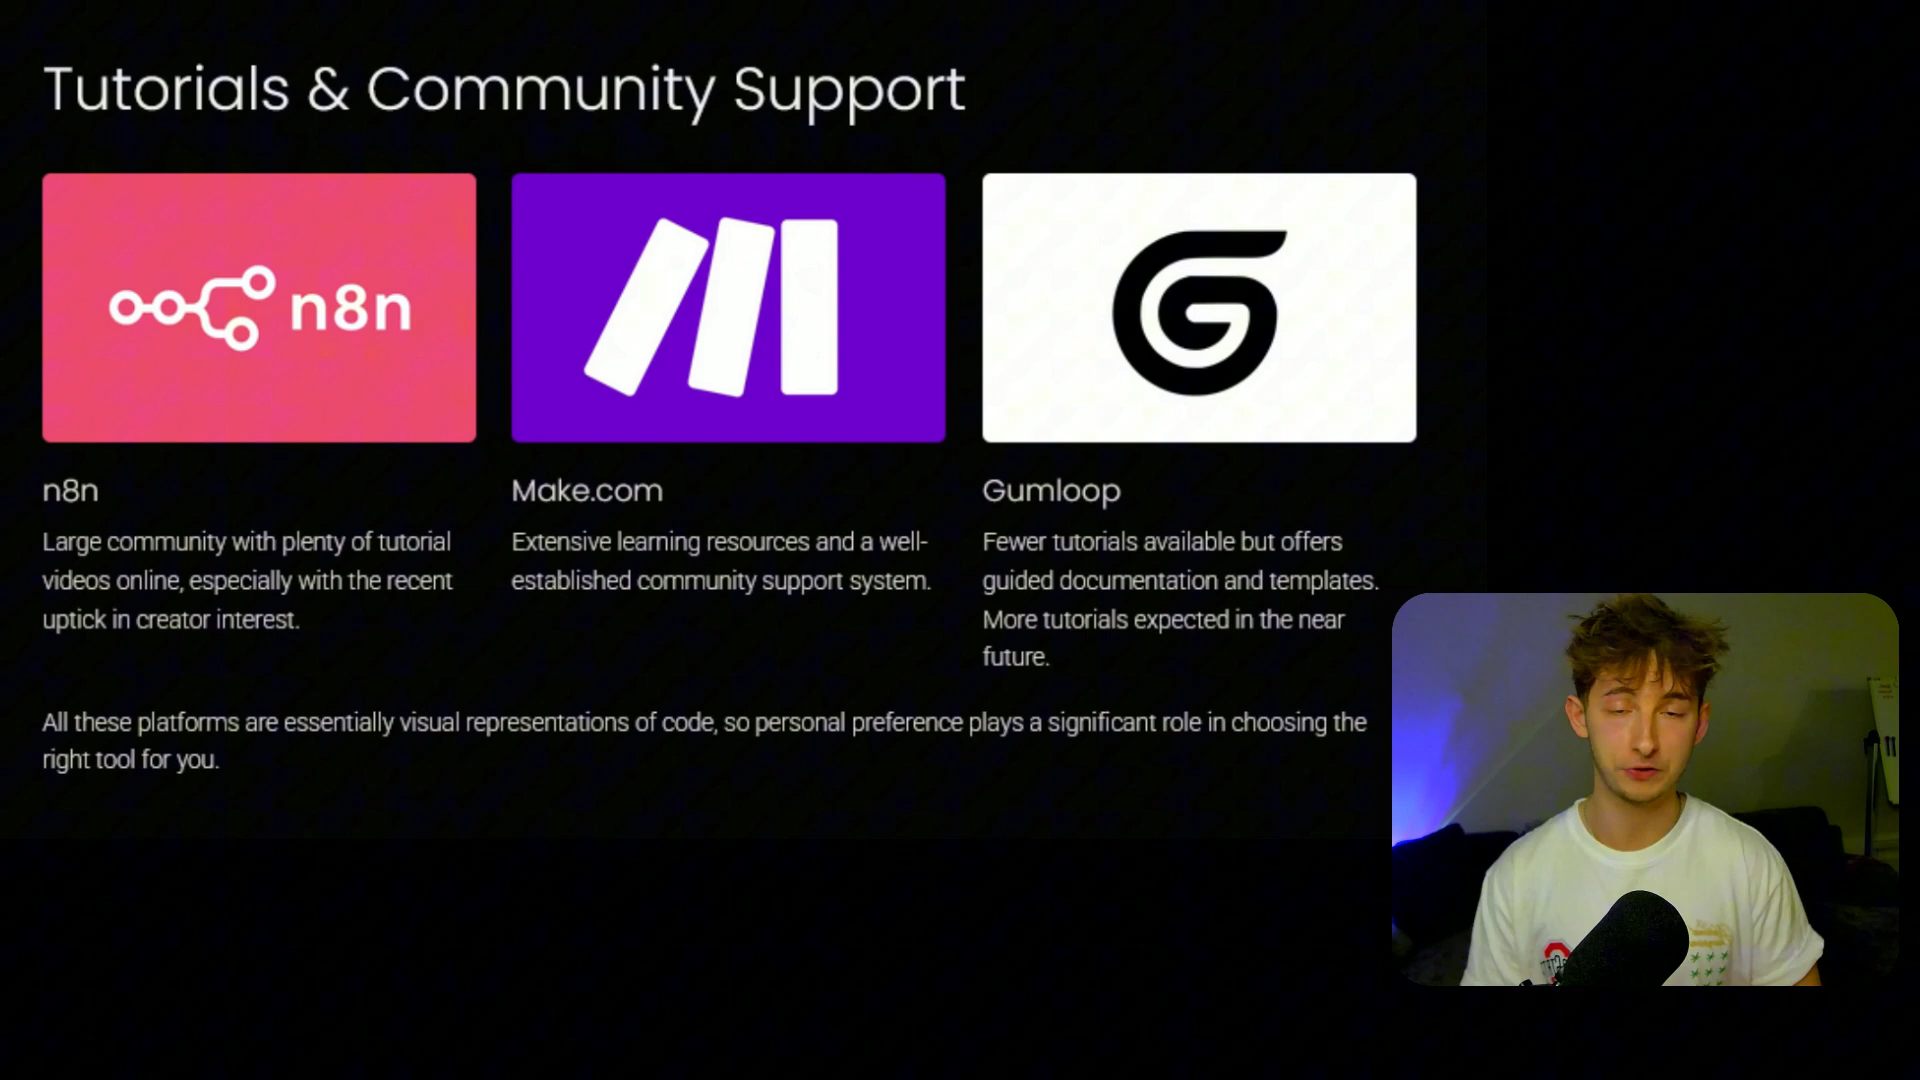 Tutorials & Community Support
n8n
n8n
Large community with plenty of tutorial
videos online, especially with the recent
uptick in creator interest.
Make.com
Extensive learning resources and a well-
established community support system.
Gumloop
Fewer tutorials available but offers
guided documentation and templates.
More tutorials expected in the near
future.
All these platforms are essentially visual representations of code, so personal preference plays a significant role in choosing the
right tool for you.